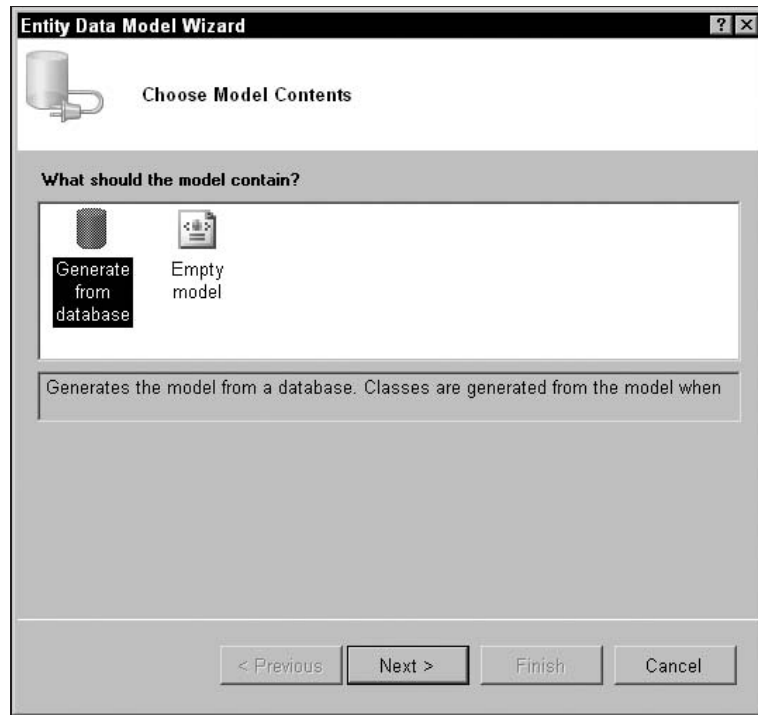 Entity Data Model Wizard
Choose Model Contents
What should the model contain?
Generate
from
database
Empty
model
Generates the model from a database. Classes are generated from the model when
< Previous
Next >
Finish
Cancel